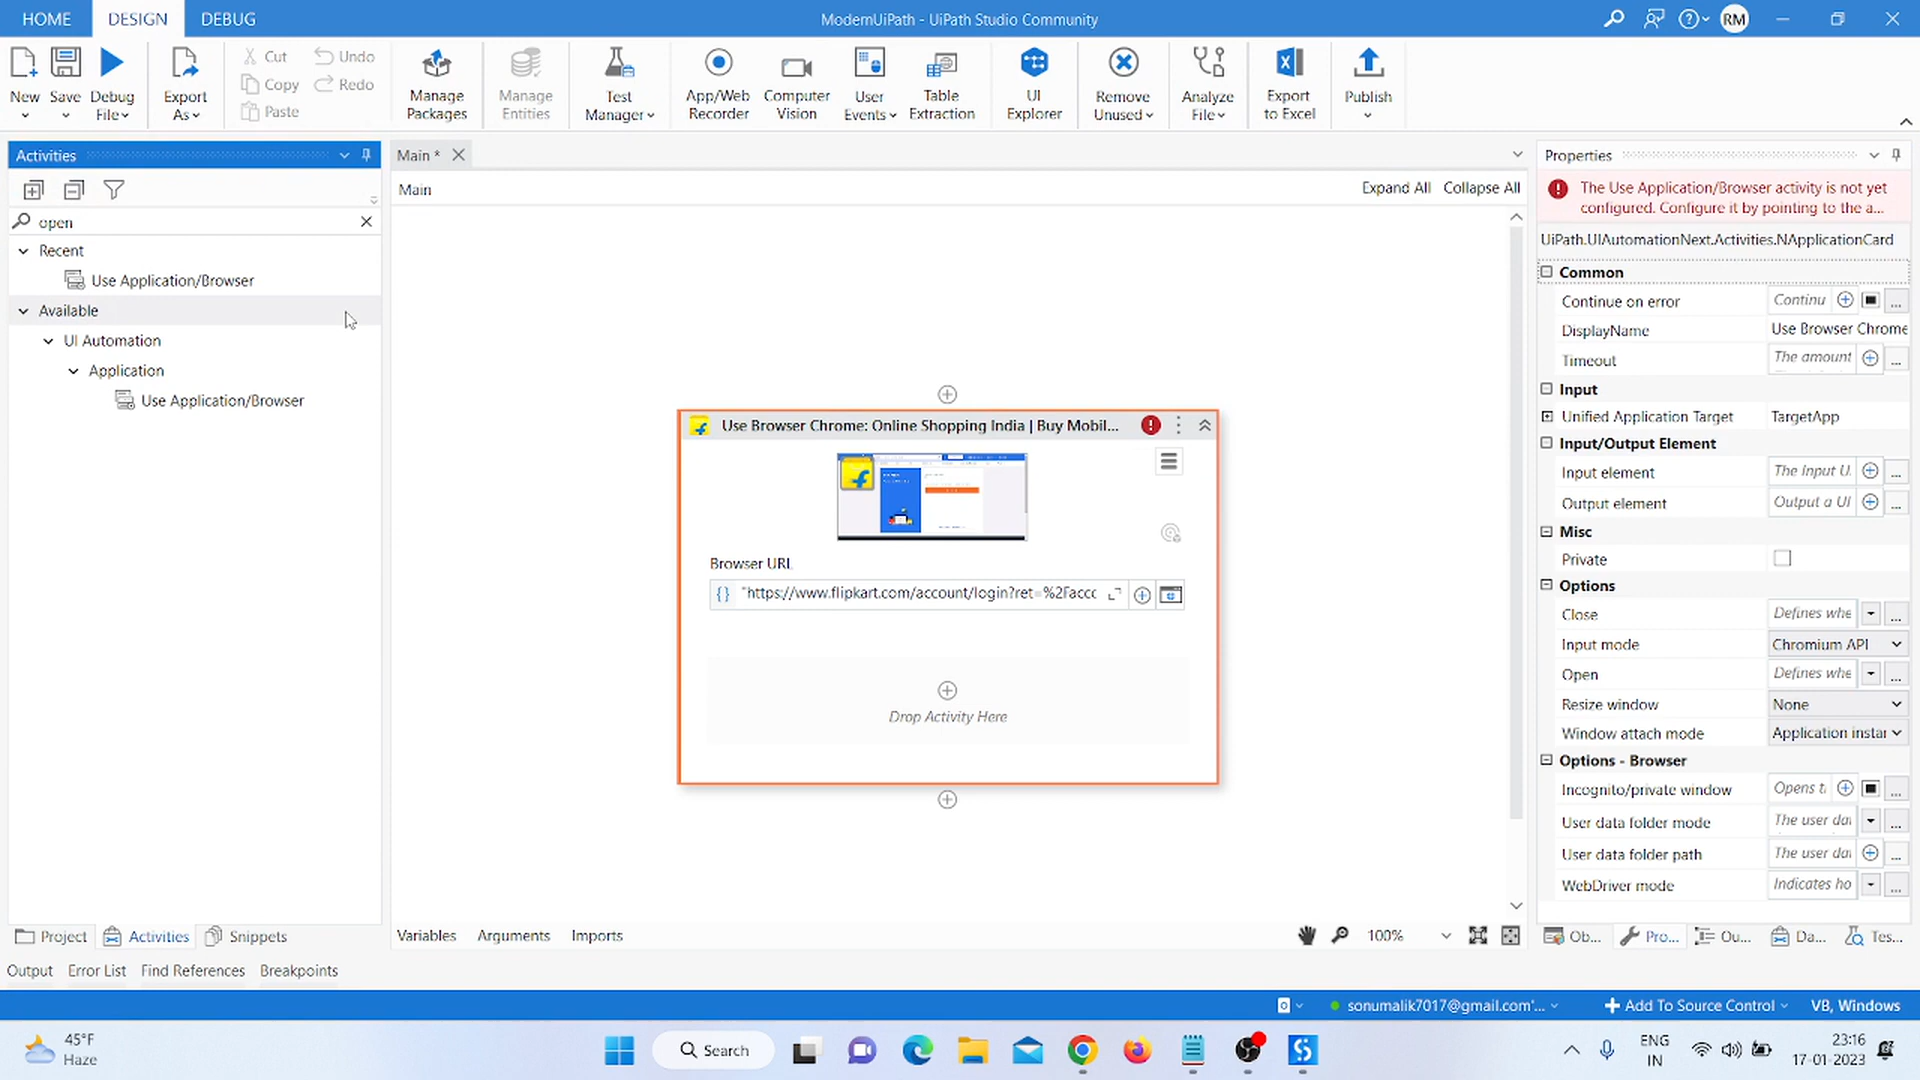 HOME DESIGN DEBUG ModernUiPath - UiPath Studio Community RM
New Save Debug File Export As Cut Copy Paste Undo Redo Manage Packages Manage Entities Test Manager App/Web Recorder Computer Vision User Events Table Extraction UI Explorer Remove Unused Analyze File Export to Excel Publish
Activities
open
Recent
Use Application/Browser
Available
UI Automation
Application
Use Application/Browser
Main *
Main Expand All Collapse All
Use Browser Chrome: Online Shopping India | Buy Mobil...
Browser URL
"https://www.flipkart.com/account/login?ret=%2Facco
Drop Activity Here
Properties
The Use Application/Browser activity is not yet
configured. Configure it by pointing to the a...
UiPath.UIAutomationNext.Activities.NApplicationCard
Common
Continue on error Continu ...
DisplayName Use Browser Chrome
Timeout The amount ...
Input
Unified Application Target TargetApp
Input/Output Element
Input element The Input U. ...
Output element Output a UI ...
Misc
Private
Options
Close Defines whe ...
Input mode Chromium API
Open Defines whe ...
Resize window None
Window attach mode Application instar
Options - Browser
Incognito/private window Opens t ...
User data folder mode The user dat ...
User data folder path The user da ...
WebDriver mode Indicates ho ...
Project Activities Snippets
Variables Arguments Imports 100%
Ob... Pro... Ou... Da... Tes...
Output Error List Find References Breakpoints
sonumalik7017@gmail.com'... Add To Source Control VB, Windows
45°F
Haze
Search
ENG
IN
23:16
17-01-2023